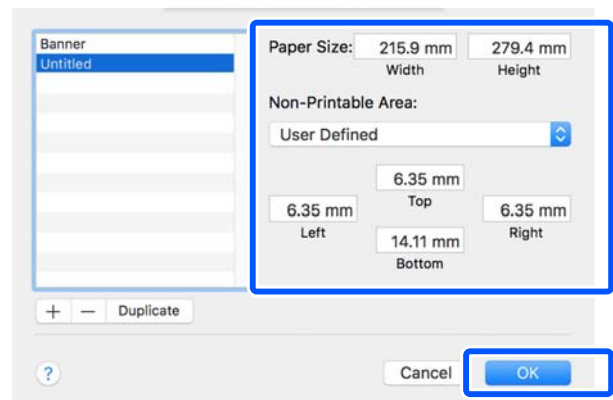 Banner
Untitled
Paper Size: 215.9 mm 279.4 mm
Width Height
Non-Printable Area:
User Defined
6.35 mm
Top
6.35 mm 6.35 mm
Left Right
14.11 mm
Bottom
+ − Duplicate
? Cancel OK